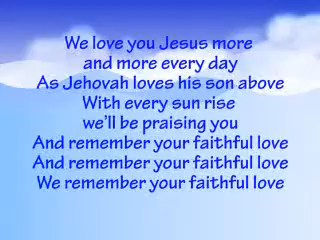 We love you Jesus more
and more every day
As Jehovah loves his son above
With every sun rise
we'll be praising you
And remember your faithful love
And remember your faithful love
We remember your faithful love